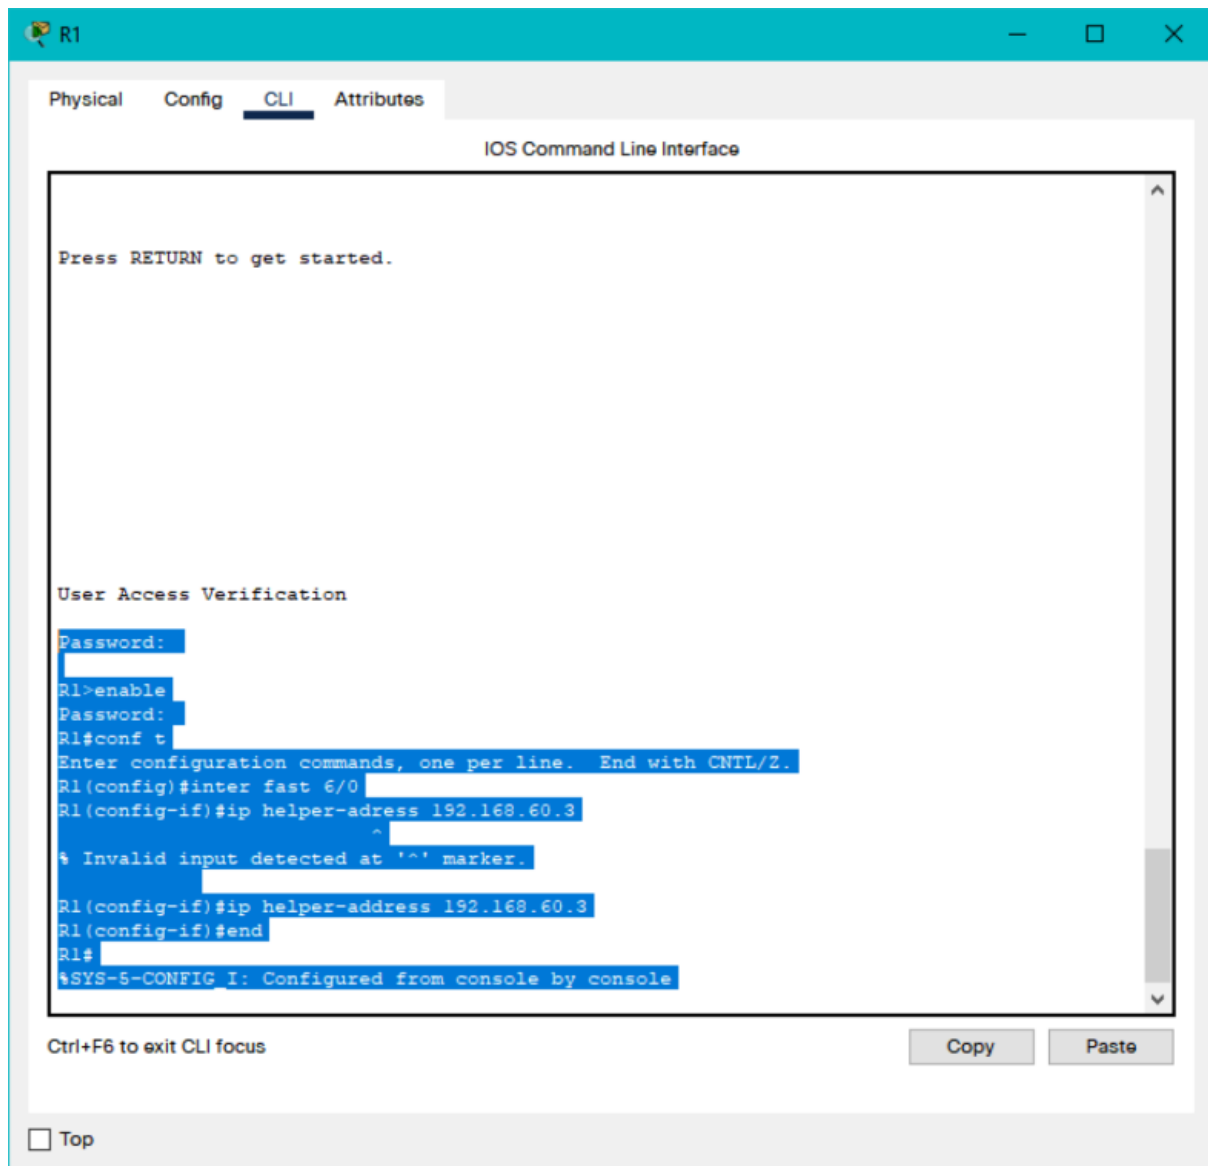 R1
Physical Config CLI Attributes
IOS Command Line Interface
Press RETURN to get started.
User Access Verification
Password:
R1>enable
Password:
R1#conf t
Enter configuration commands, one per line.  End with CNTL/Z.
R1(config)#inter fast 6/0
R1(config-if)#ip helper-adress 192.168.60.3
^
% Invalid input detected at '^' marker.
R1(config-if)#ip helper-address 192.168.60.3
R1(config-if)#end
R1#
%SYS-5-CONFIG_I: Configured from console by console
Ctrl+F6 to exit CLI focus
Copy Paste
Top